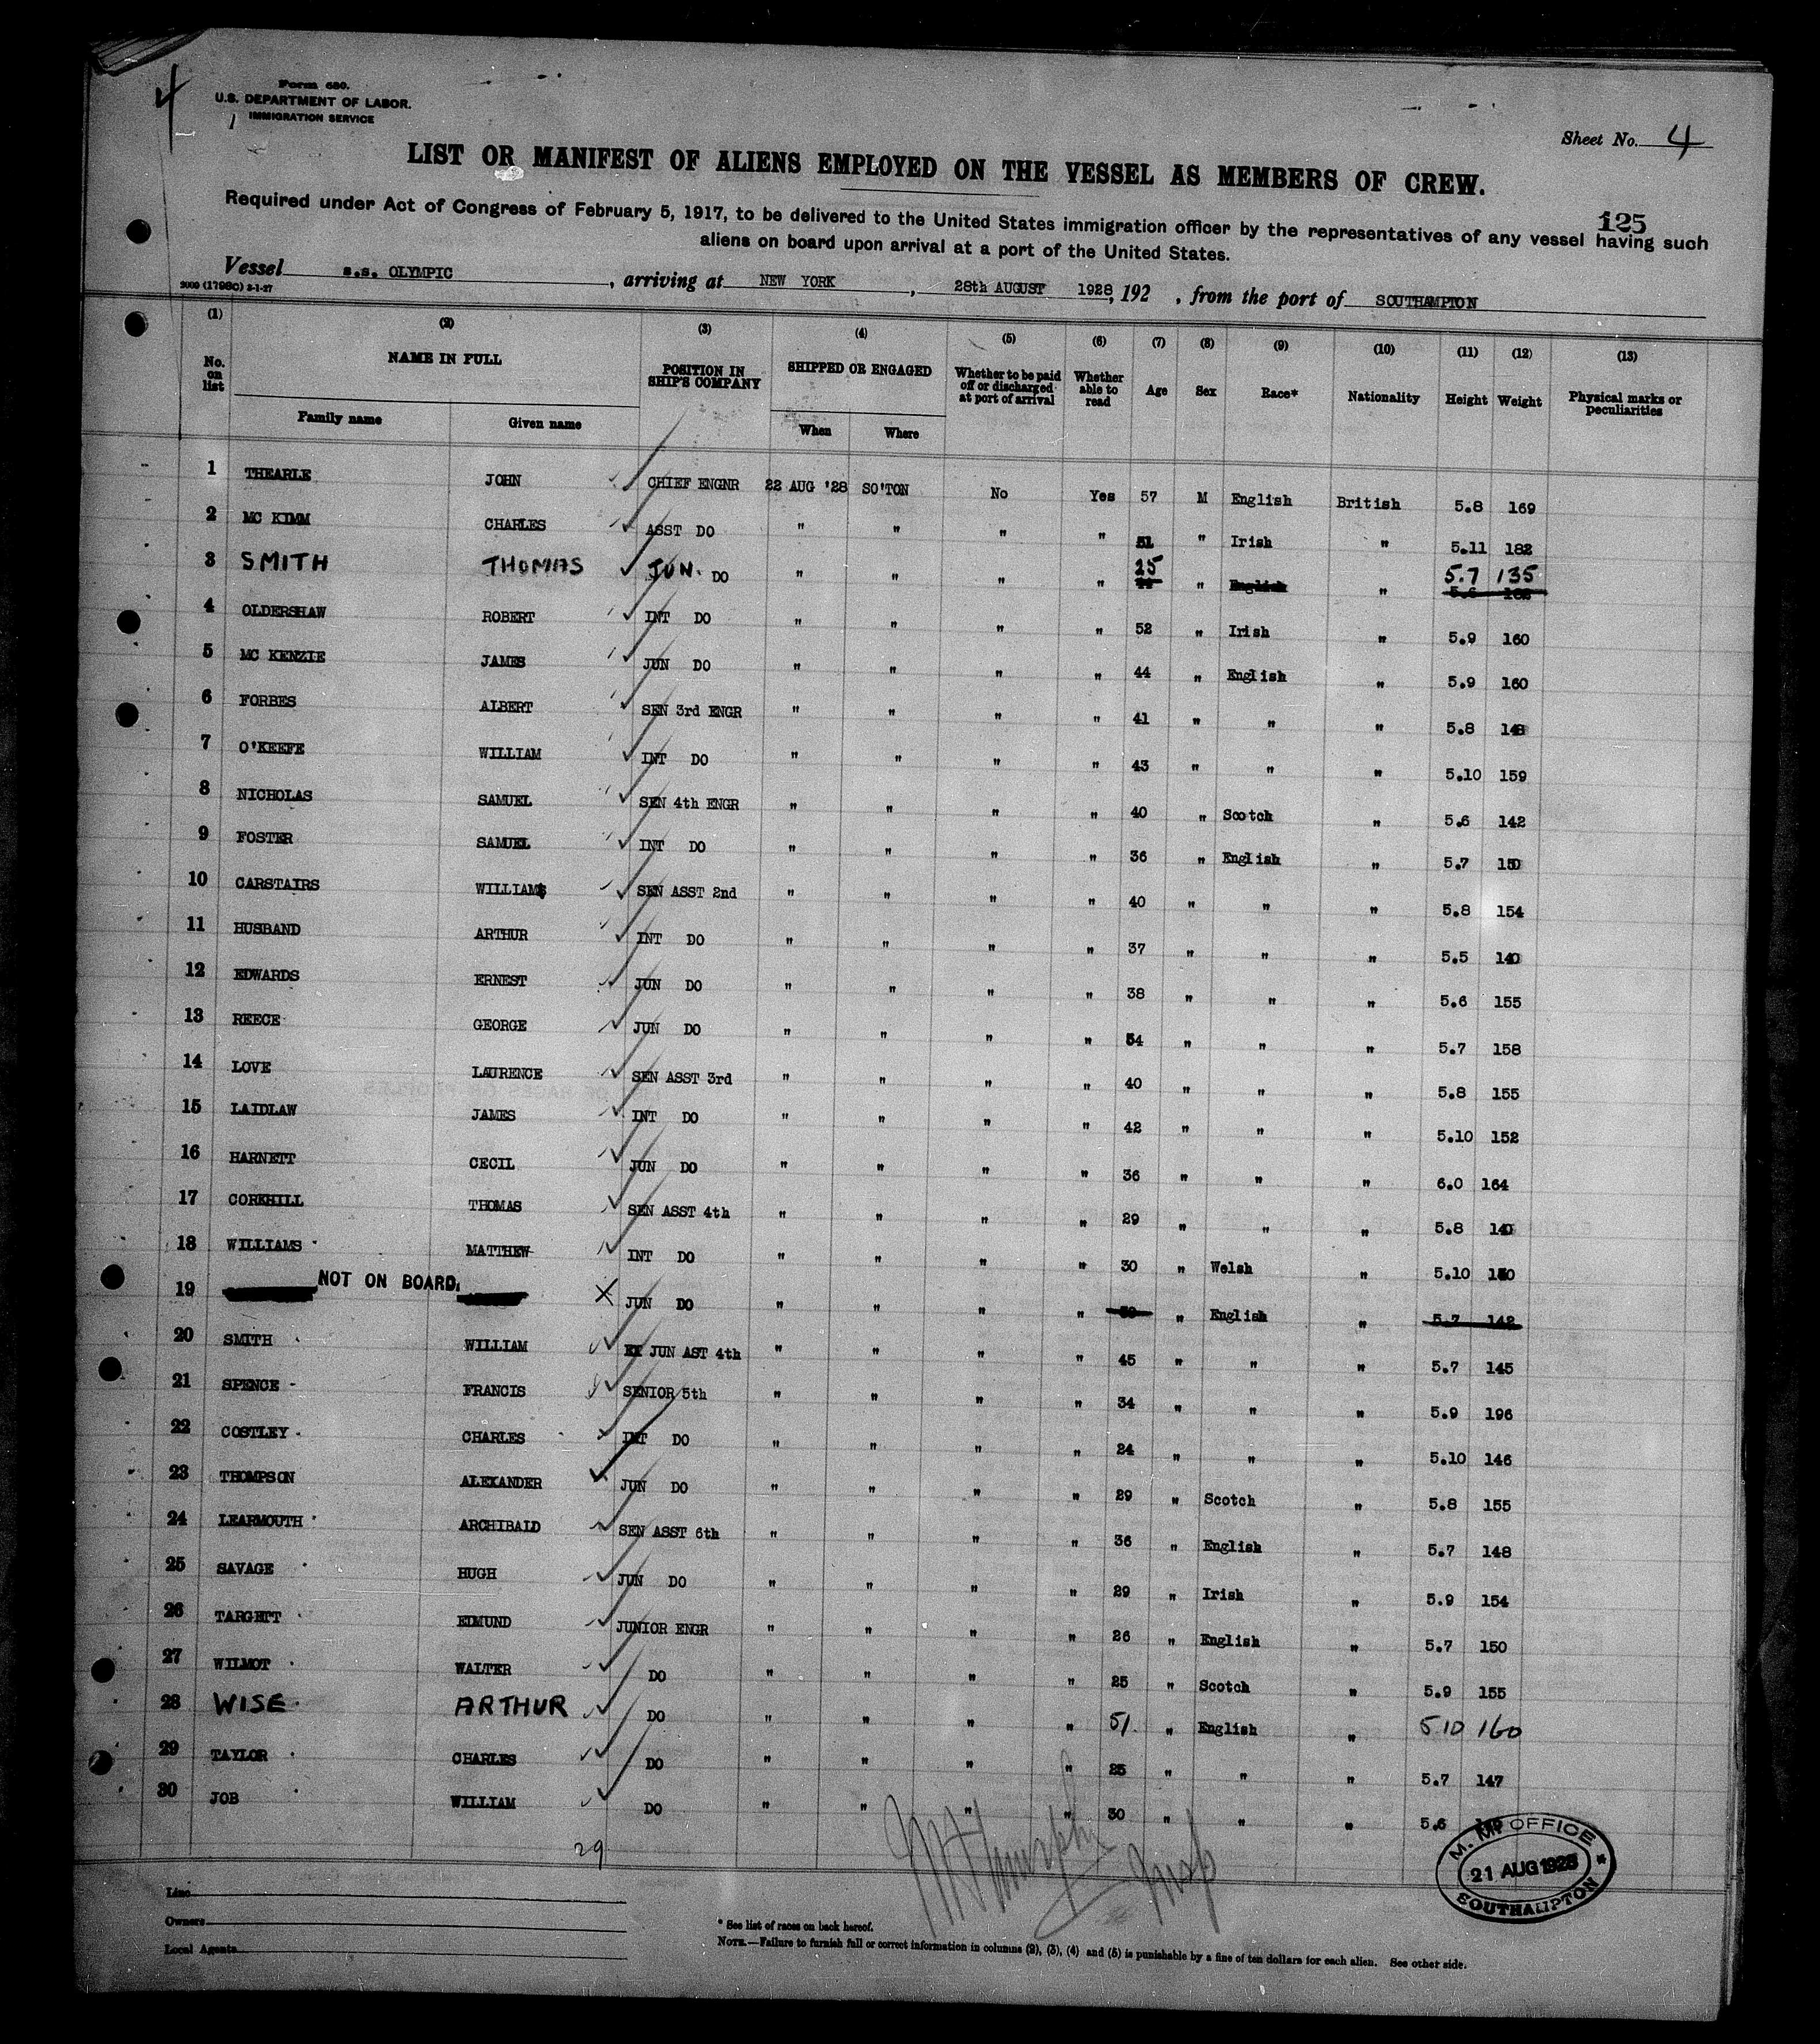 4
Form 680.
U.S. DEPARTMENT OF LABOR.
IMMIGRATION SERVICE
Sheet No. 4
LIST OR MANIFEST OF ALIENS EMPLOYED ON THE VESSEL AS MEMBERS OF CREW.
125
Required under Act of Congress of February 5, 1917, to be delivered to the United States immigration officer by the representatives of any vessel having such
aliens on board upon arrival at a port of the United States.
Vessel s.s. OLYMPIC, arriving at NEW YORK, 28th AUGUST 1928, 192 , from the port of SOUTHAMPTON
3000 (1798c) 3-1-27
(1) (2) (3) (4) (5) (6) (7) (8) (9) (10) (11) (12) (13)
No. on list NAME IN FULL POSITION IN SHIP'S COMPANY SHIPPED OR ENGAGED Whether to be paid off or discharged at port of arrival Whether able to read Age Sex Race* Nationality Height Weight Physical marks or peculiarities
Family name Given name When Where
1 THEARLE JOHN CHIEF ENGNR 22 AUG '28 SO'TON No Yes 57 M English British 5.8 169
2 MC KIMM CHARLES ASST DO " " " " 51 " Irish " 5.11 182
3 SMITH THOMAS JUN. DO " " " " 25 " English " 5.7 135
4 OLDERSHAW ROBERT INT DO " " " " 52 " Irish " 5.9 160
5 MC KENZIE JAMES JUN DO " " " " 44 " English " 5.9 160
6 FORBES ALBERT SEN 3rd ENGR " " " " 41 " " " 5.8 148
7 O'KEEFE WILLIAM INT DO " " " " 43 " " " 5.10 159
8 NICHOLAS SAMUEL SEN 4th ENGR " " " " 40 " Scotch " 5.6 142
9 FOSTER SAMUEL INT DO " " " " 36 " English " 5.7 150
10 CARSTAIRS WILLIAM SEN ASST 2nd " " " " 40 " " " 5.8 154
11 HUSBAND ARTHUR INT DO " " " " 37 " " " 5.5 140
12 EDWARDS ERNEST JUN DO " " " " 38 " " " 5.6 155
13 REECE GEORGE JUN DO " " " " 34 " " " 5.7 158
14 LOVE LAURENCE SEN ASST 3rd " " " " 40 " " " 5.8 155
15 LAIDLAW JAMES INT DO " " " " 42 " " " 5.10 152
16 HARNETT CECIL JUN DO " " " " 36 " " " 6.0 164
17 CORKHILL THOMAS SEN ASST 4th " " " " 29 " " " 5.8 140
18 WILLIAMS MATTHEW INT DO " " " " 30 " Welsh " 5.10
19 NOT ON BOARD. JUN DO " " " " " English " 5.7 142
20 SMITH WILLIAM JUN AST 4th " " " " 45 " " " 5.7 145
21 SPENCE FRANCIS SENIOR 5th " " " " 34 " " " 5.9 196
22 COSTLEY CHARLES INT DO " " " " 24 " " " 5.10 146
23 THOMPSON ALEXANDER JUN DO " " " " 29 " Scotch " 5.8 155
24 LEARMOUTH ARCHIBALD SEN ASST 6th " " " " 36 " English " 5.7 148
25 SAVAGE HUGH JUN DO " " " " 29 " Irish " 5.9 154
26 TARGETT EDMUND JUNIOR ENGR " " " " 26 " English " 5.7 150
27 WILMOT WALTER DO " " " " 25 " Scotch " 5.9 155
28 WISE ARTHUR DO " " " " 51 " English " 5 10 160
29 TAYLOR CHARLES DO " " " " 25 " " " 5.7 147
30 JOB WILLIAM DO " " " " 30 " " " 5.6
29
M. M. OFFICE
21 AUG 1928
SOUTHAMPTON
Line
Owners
Local Agents
* See list of races on back hereof.
NOTE.—Failure to furnish full or correct information in columns (2), (3), (4) and (5) is punishable by a fine of ten dollars for each alien. See other side.